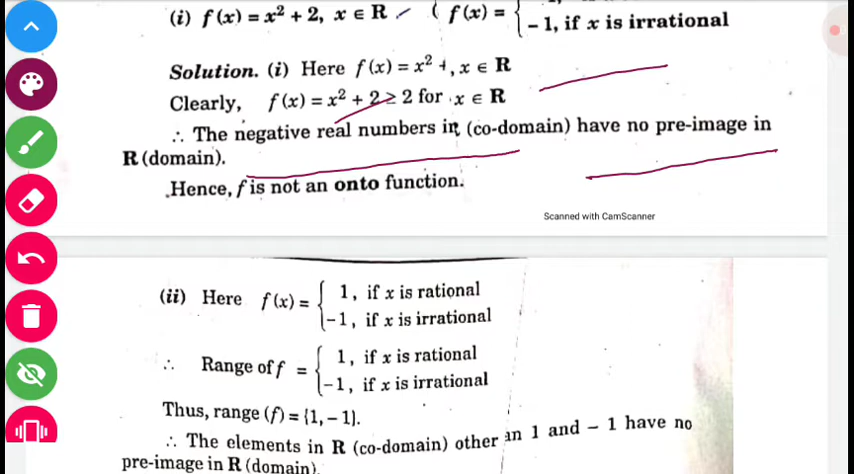 (i) f(x) = x² + 2, x ∈ R ( f(x) = { − 1, if x is irrational
Solution. (i) Here f(x) = x² +, x ∈ R
Clearly, f(x) = x² + 2 ≥ 2 for x ∈ R
∴ The negative real numbers in (co-domain) have no pre-image in
R (domain).
Hence, f is not an onto function.
Scanned with CamScanner
(ii) Here f(x) = { 1, if x is rational
−1, if x is irrational
∴ Range of f = { 1, if x is rational
−1, if x is irrational
Thus, range (f) = {1, − 1}.
∴ The elements in R (co-domain) other an 1 and − 1 have no
pre-image in R (domain).